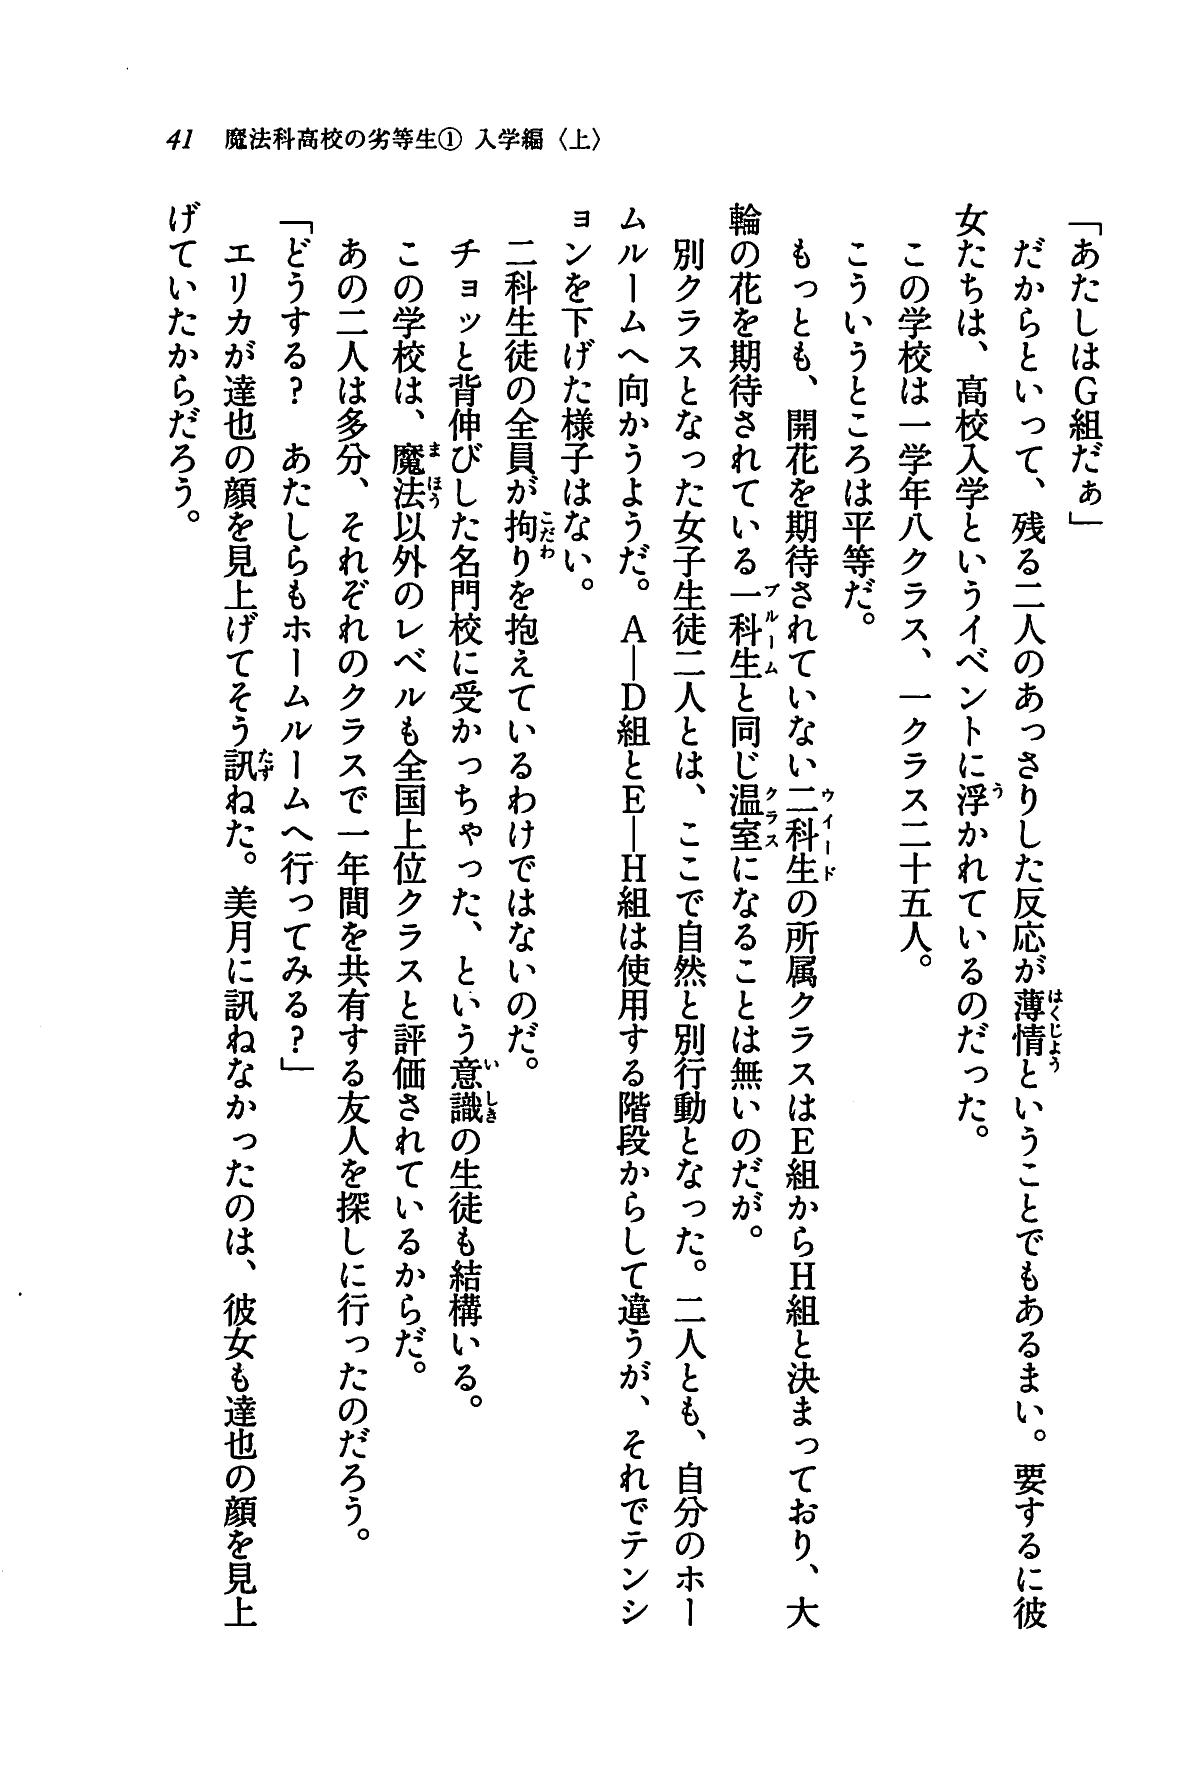 41 魔法科高校の劣等生① 入学編〈上〉
「あたしはG組だぁ」
だからといって、残る二人のあっさりした反応が薄情ということでもあるまい。要するに彼
女たちは、高校入学というイベントに浮かれているのだった。
この学校は一学年八クラス、一クラス二十五人。
こういうところは平等だ。
もっとも、開花を期待されていない二科生の所属クラスはE組からH組と決まっており、大
輪の花を期待されている一科生と同じ温室になることは無いのだが。
別クラスとなった女子生徒二人とは、ここで自然と別行動となった。二人とも、自分のホー
ムルームへ向かうようだ。A―D組とE―H組は使用する階段からして違うが、それでテンシ
ョンを下げた様子はない。
二科生徒の全員が拘りを抱えているわけではないのだ。
チョッと背伸びした名門校に受かっちゃった、という意識の生徒も結構いる。
この学校は、魔法以外のレベルも全国上位クラスと評価されているからだ。
あの二人は多分、それぞれのクラスで一年間を共有する友人を探しに行ったのだろう。
「どうする? あたしらもホームルームへ行ってみる?」
エリカが達也の顔を見上げてそう訊ねた。美月に訊ねなかったのは、彼女も達也の顔を見上
げていたからだろう。